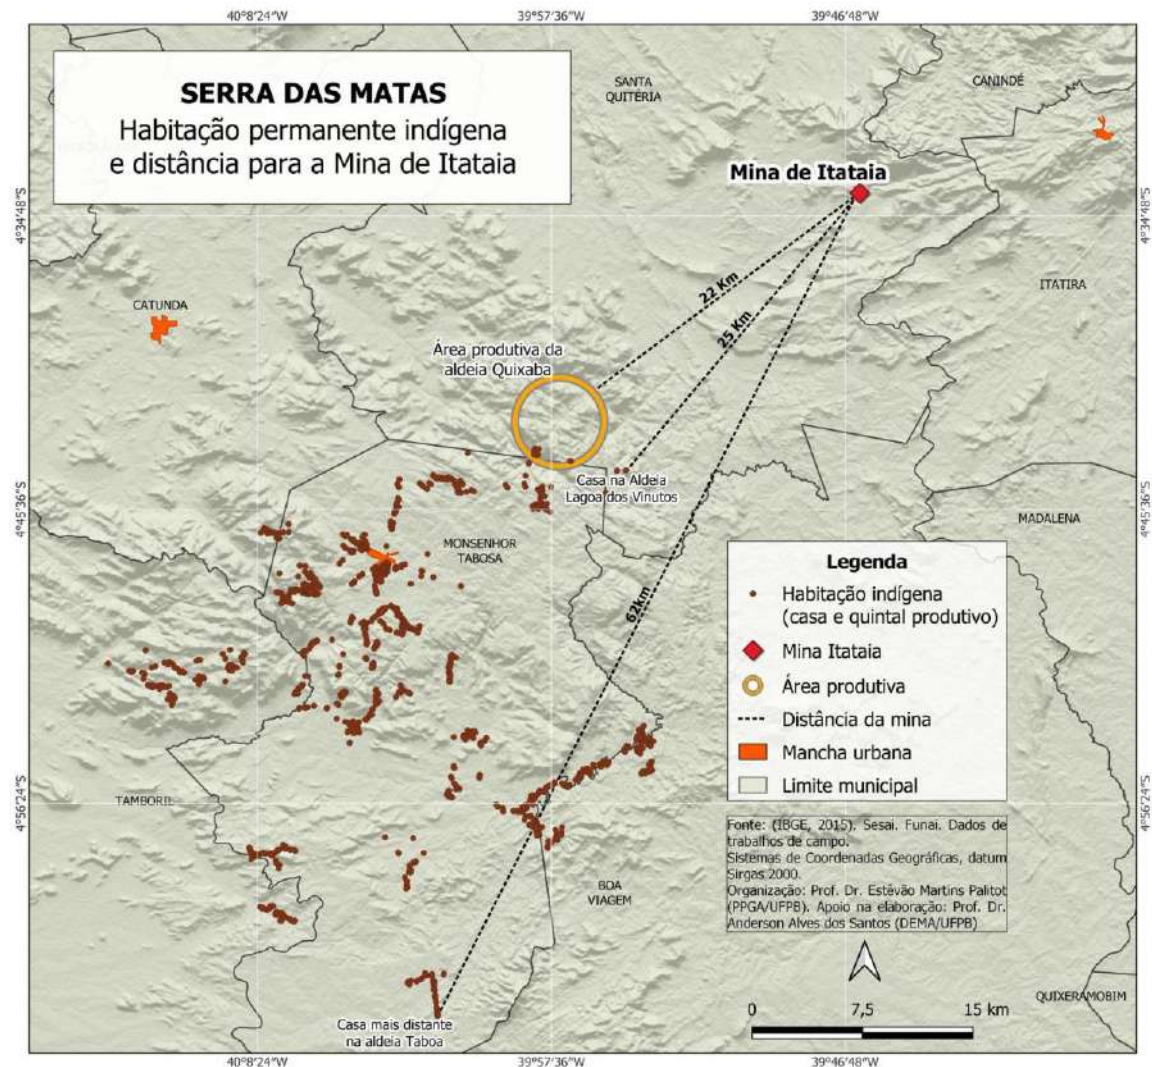 40°8'24"W
39°57'36"W
39°46'48"W
SERRA DAS MATAS
Habitação permanente indígena
e distância para a Mina de Itataia
SANTA
QUITÉRIA
CANINDÉ
Mina de Itataia
4°34'48"S
4°34'48"S
ITATIRA
CATUNDA
22 Km
25 Km
Área produtiva da
aldeia Quixaba
Casa na Aldeia
Lagoa dos Vinutos
4°45'36"S
4°45'36"S
MADALENA
MONSENHOR
TABOSA
62km
Legenda
Habitação indígena
(casa e quintal produtivo)
Mina Itataia
Área produtiva
Distância da mina
Mancha urbana
Limite municipal
TAMBORIL
4°56'24"S
4°56'24"S
Fonte: (IBGE, 2015). Sesai. Funai. Dados de
trabalhos de campo.
Sistemas de Coordenadas Geográficas, datum
Sirgas 2000.
Organização: Prof. Dr. Estêvão Martins Palitot
(PPGA/UFPB). Apoio na elaboração: Prof. Dr.
Anderson Alves dos Santos (DEMA/UFPB)
BOA
VIAGEM
QUIXERAMOBIM
0 7,5 15 km
Casa mais distante
na aldeia Taboa
40°8'24"W
39°57'36"W
39°46'48"W